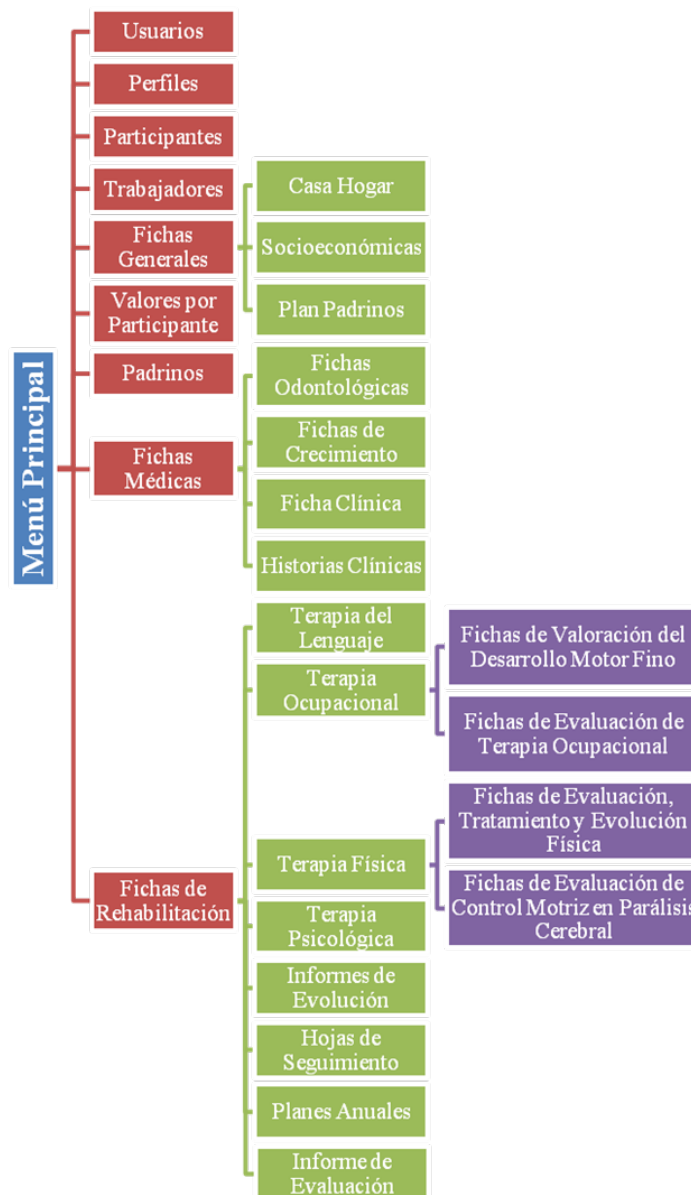 Menú Principal
Usuarios
Perfiles
Participantes
Trabajadores
Fichas
Generales
Casa Hogar
Socioeconómicas
Plan Padrinos
Valores por
Participante
Padrinos
Fichas
Médicas
Fichas
Odontológicas
Fichas de
Crecimiento
Ficha Clínica
Historias Clínicas
Fichas de
Rehabilitación
Terapia del
Lenguaje
Terapia
Ocupacional
Fichas de Valoración del
Desarrollo Motor Fino
Fichas de Evaluación de
Terapia Ocupacional
Terapia Física
Fichas de Evaluación,
Tratamiento y Evolución
Física
Fichas de Evaluación de
Control Motriz en Parálisis
Cerebral
Terapia
Psicológica
Informes de
Evolución
Hojas de
Seguimiento
Planes Anuales
Informe de
Evaluación